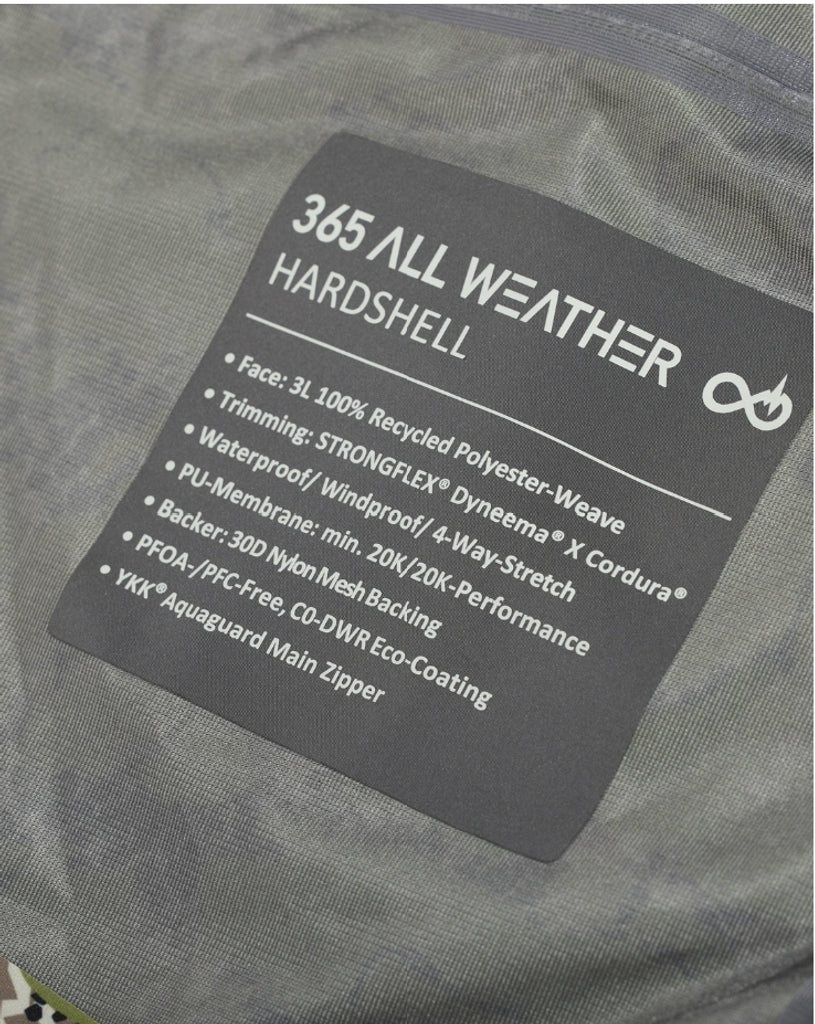 365 ALL WEATHER
HARDSHELL
• Face: 3L 100% Recycled Polyester-Weave
• Trimming: STRONGFLEX® Dyneema® X Cordura®
• Waterproof/ Windproof/ 4-Way-Stretch
• PU-Membrane: min. 20K/20K-Performance
• Backer: 30D Nylon Mesh Backing
• PFOA-/PFC-Free, C0-DWR Eco-Coating
• YKK® Aquaguard Main Zipper